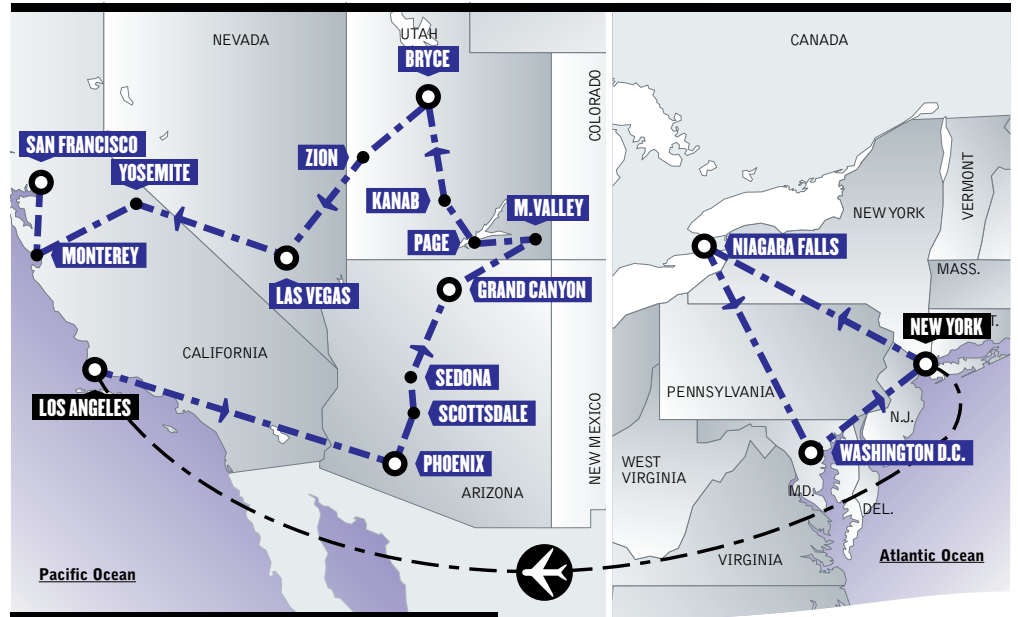 NEVADA
UTAH
BRYCE
COLORADO
SAN FRANCISCO
YOSEMITE
ZION
KANAB
M.VALLEY
PAGE
MONTEREY
LAS VEGAS
GRAND CANYON
CALIFORNIA
LOS ANGELES
SEDONA
SCOTTSDALE
PHOENIX
ARIZONA
NEW MEXICO
Pacific Ocean
CANADA
VERMONT
NEW YORK
NIAGARA FALLS
MASS.
NEW YORK
T.
PENNSYLVANIA
N.J.
WASHINGTON D.C.
WEST
VIRGINIA
MD.
DEL.
VIRGINIA
Atlantic Ocean